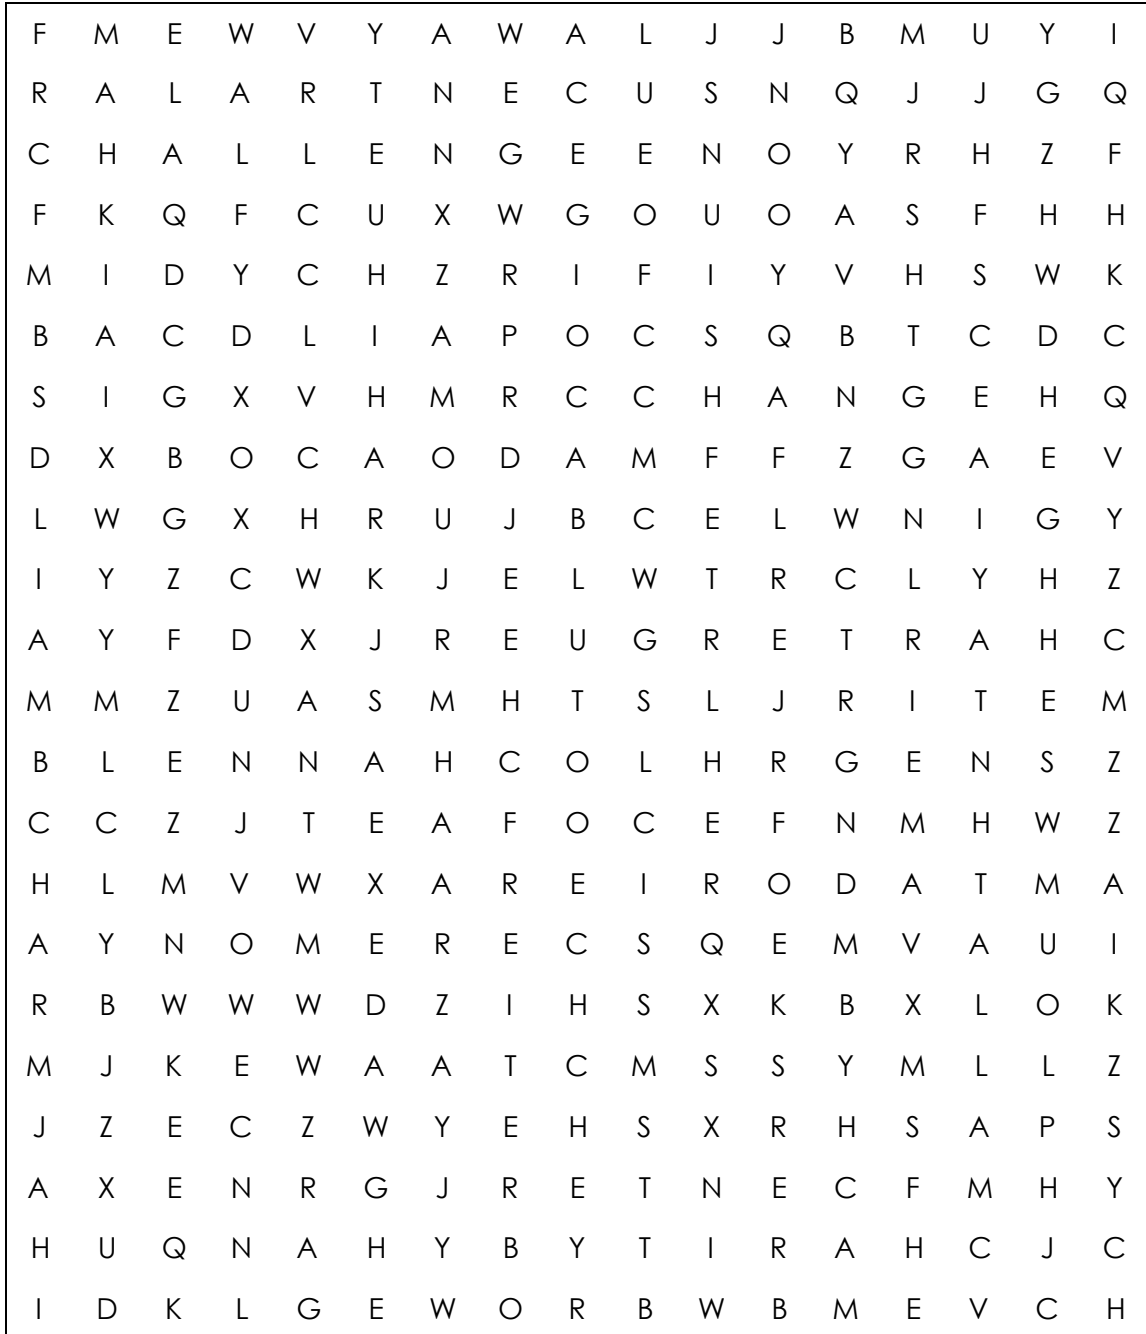 F M E W V Y A W A L J J B M U Y I
R A L A R T N E C U S N Q J J G Q
C H A L L E N G E E N O Y R H Z F
F K Q F C U X W G O U O A S F H H
M I D Y C H Z R I F I Y V H S W K
B A C D L I A P O C S Q B T C D C
S I G X V H M R C C H A N G E H Q
D X B O C A O D A M F F Z G A E V
L W G X H R U J B C E L W N I G Y
I Y Z C W K J E L W T R C L Y H Z
A Y F D X J R E U G R E T R A H C
M M Z U A S M H T S L J R I T E M
B L E N N A H C O L H R G E N S Z
C C Z J T E A F O C E F N M H W Z
H L M V W X A R E I R O D A T M A
A Y N O M E R E C S Q E M V A U I
R B W W W D Z I H S X K B X L O K
M J K E W A A T C M S S Y M L L Z
J Z E C Z W Y E H S X R H S A P S
A X E N R G J R E T N E C F M H Y
H U Q N A H Y B Y T I R A H C J C
I D K L G E W O R B W B M E V C H